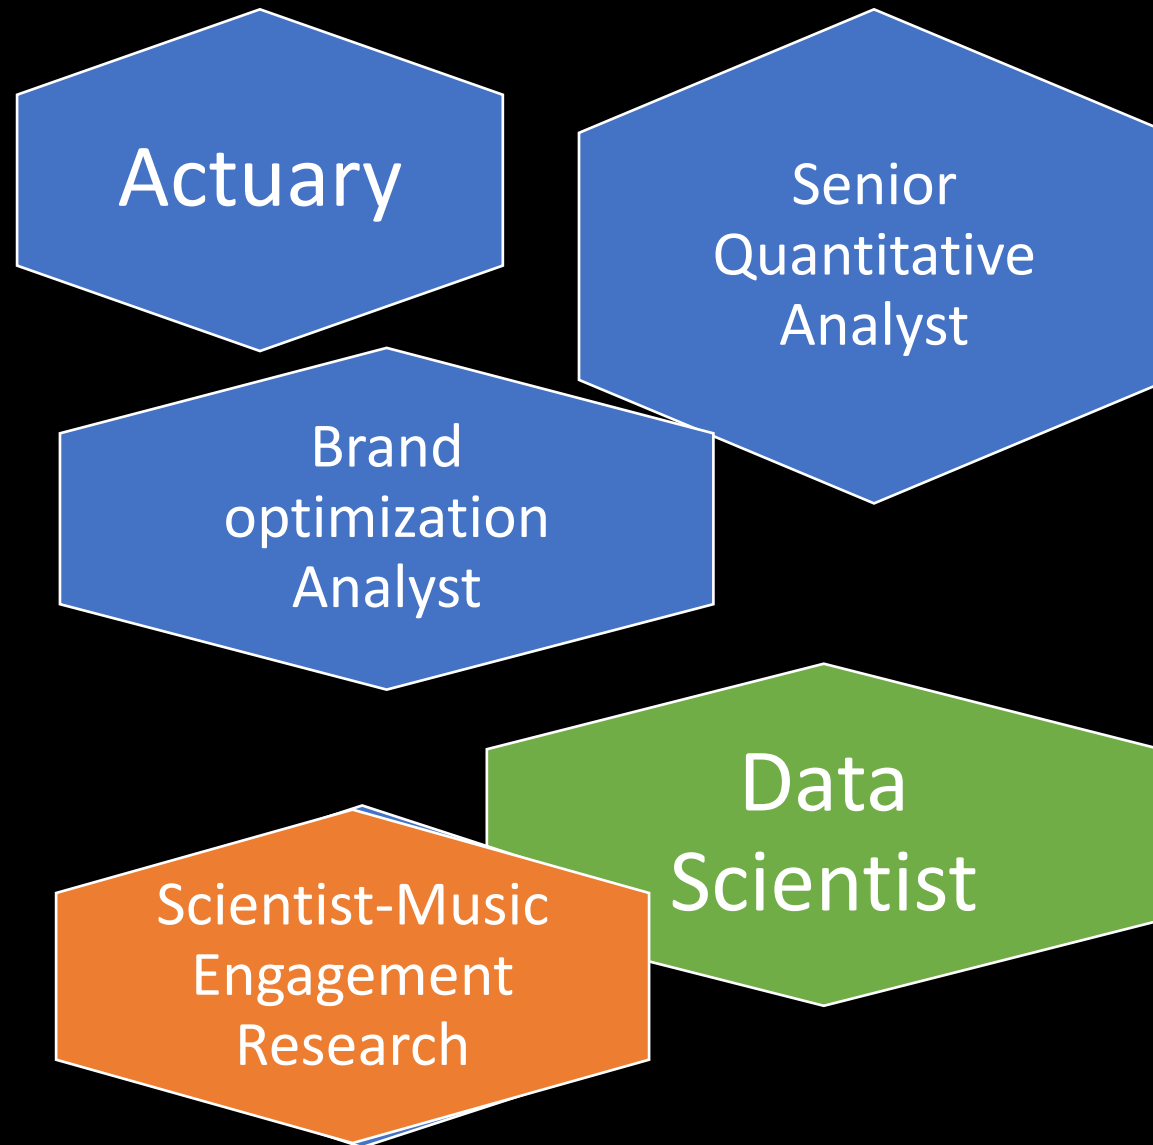 Actuary
Senior
Quantitative
Analyst
Brand
optimization
Analyst
Data
Scientist
Scientist-Music
Engagement
Research